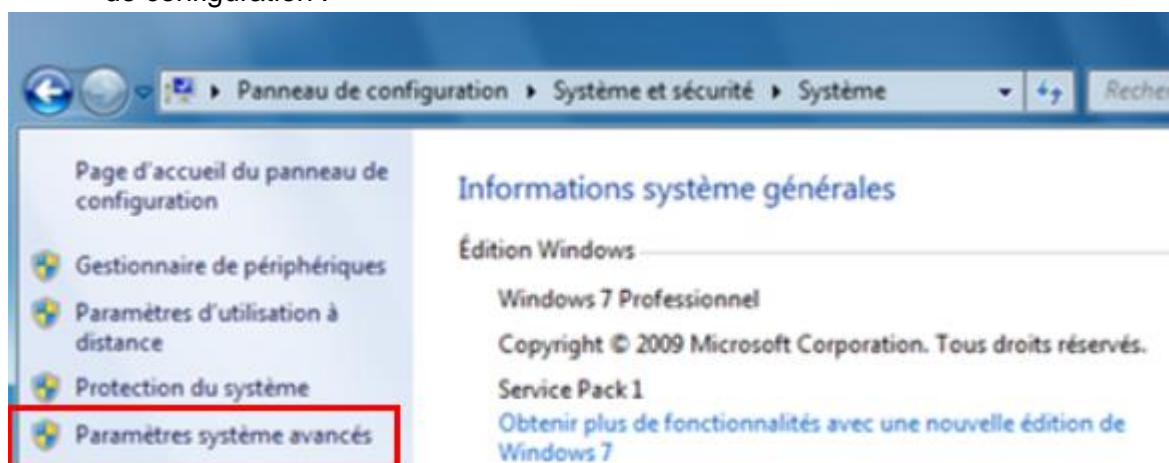 de configuration :
Panneau de configuration ▸ Système et sécurité ▸ Système
Recher
Page d'accueil du panneau de
configuration
Gestionnaire de périphériques
Paramètres d'utilisation à
distance
Protection du système
Paramètres système avancés
Informations système générales
Édition Windows
Windows 7 Professionnel
Copyright © 2009 Microsoft Corporation. Tous droits réservés.
Service Pack 1
Obtenir plus de fonctionnalités avec une nouvelle édition de
Windows 7